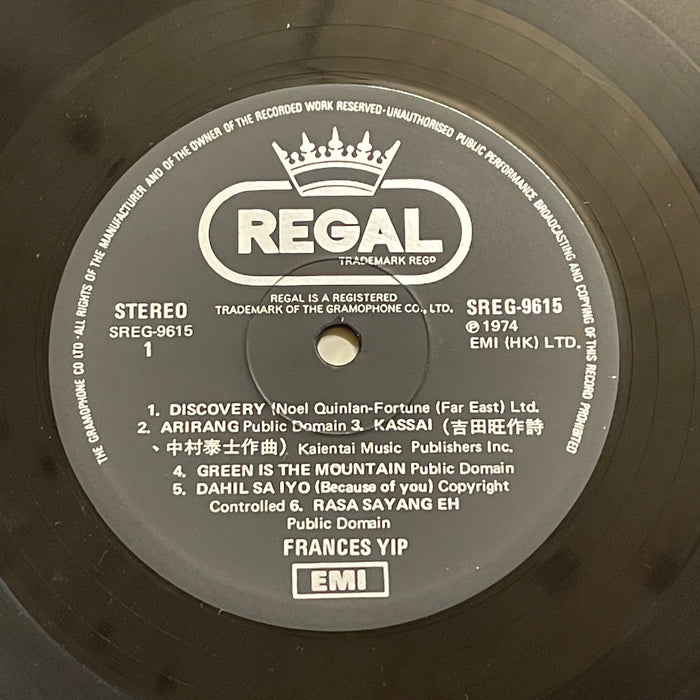 THE GRAMOPHONE CO LTD · ALL RIGHTS OF THE MANUFACTURER AND OF THE OWNER OF THE RECORDED WORK RESERVED · UNAUTHORISED PUBLIC PERFORMANCE BROADCASTING AND COPYING OF THIS RECORD PROHIBITED
REGAL
TRADEMARK REGD
REGAL IS A REGISTERED
TRADEMARK OF THE GRAMOPHONE CO., LTD.
STEREO
SREG-9615
1
SREG-9615
℗ 1974
EMI (HK) LTD.
1. DISCOVERY (Noel Quinlan-Fortune (Far East) Ltd.
2. ARIRANG Public Domain 3. KASSAI (吉田旺作詩
、中村泰士作曲) Kaientai Music Publishers Inc.
4. GREEN IS THE MOUNTAIN Public Domain
5. DAHIL SA IYO (Because of you) Copyright
Controlled 6. RASA SAYANG EH
Public Domain
FRANCES YIP
EMI